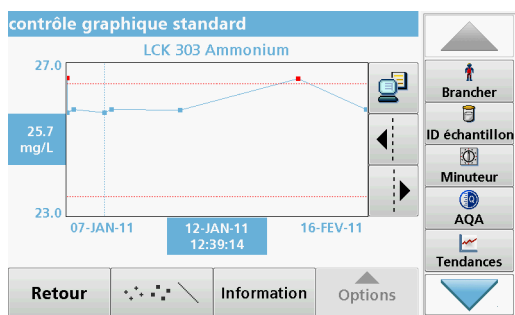 contrôle graphique standard
LCK 303 Ammonium
27.0
25.7
mg/L
23.0
07-JAN-11
12-JAN-11
12:39:14
16-FEV-11
Retour
Information
Options
Brancher
ID échantillon
Minuteur
AQA
Tendances